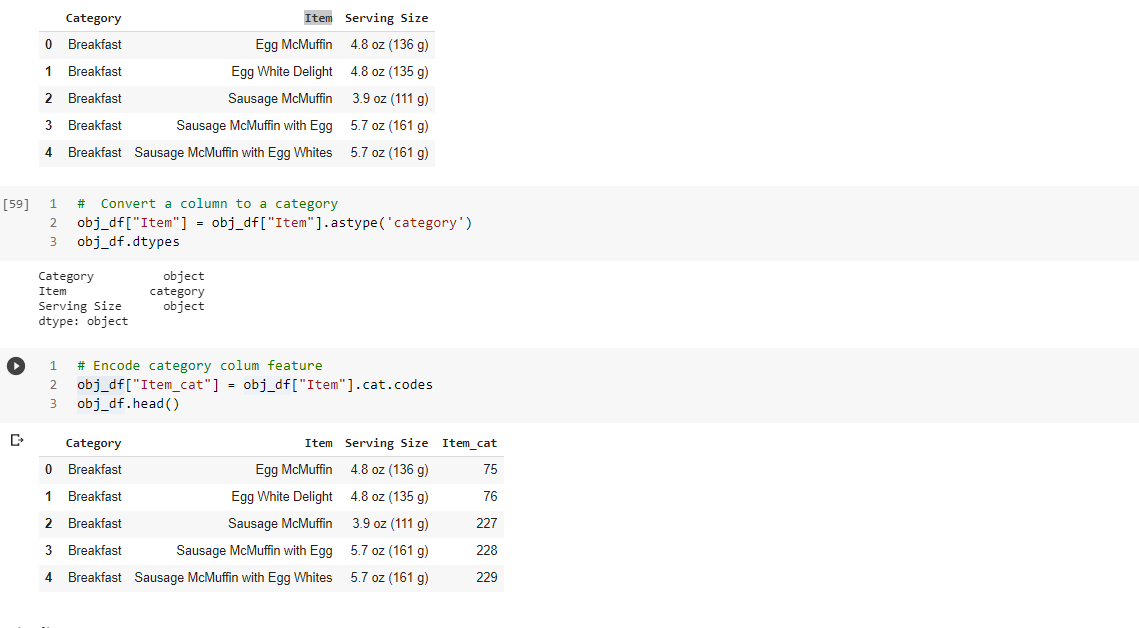 Category Item Serving Size
0 Breakfast Egg McMuffin 4.8 oz (136 g)
1 Breakfast Egg White Delight 4.8 oz (135 g)
2 Breakfast Sausage McMuffin 3.9 oz (111 g)
3 Breakfast Sausage McMuffin with Egg 5.7 oz (161 g)
4 Breakfast Sausage McMuffin with Egg Whites 5.7 oz (161 g)
[59] 1 #  Convert a column to a category
2 obj_df["Item"] = obj_df["Item"].astype('category')
3 obj_df.dtypes
Category object
Item category
Serving Size object
dtype: object
1 # Encode category colum feature
2 obj_df["Item_cat"] = obj_df["Item"].cat.codes
3 obj_df.head()
Category Item Serving Size Item_cat
0 Breakfast Egg McMuffin 4.8 oz (136 g) 75
1 Breakfast Egg White Delight 4.8 oz (135 g) 76
2 Breakfast Sausage McMuffin 3.9 oz (111 g) 227
3 Breakfast Sausage McMuffin with Egg 5.7 oz (161 g) 228
4 Breakfast Sausage McMuffin with Egg Whites 5.7 oz (161 g) 229